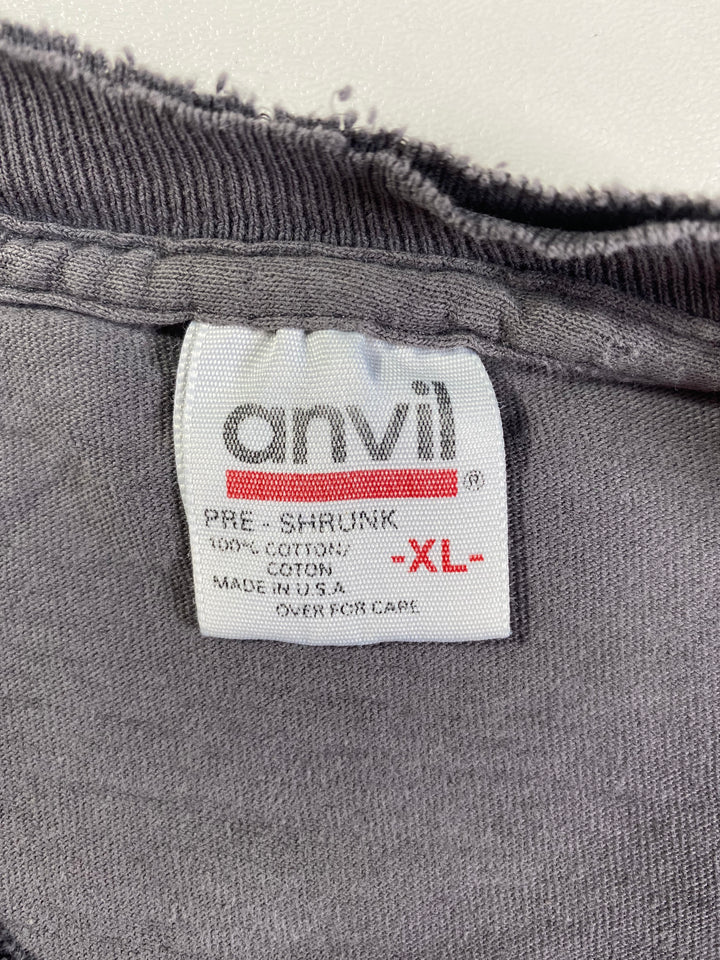 anvil
®
PRE - SHRUNK
100% COTTON/
COTON
-XL-
MADE IN U.S.A
OVER FOR CARE